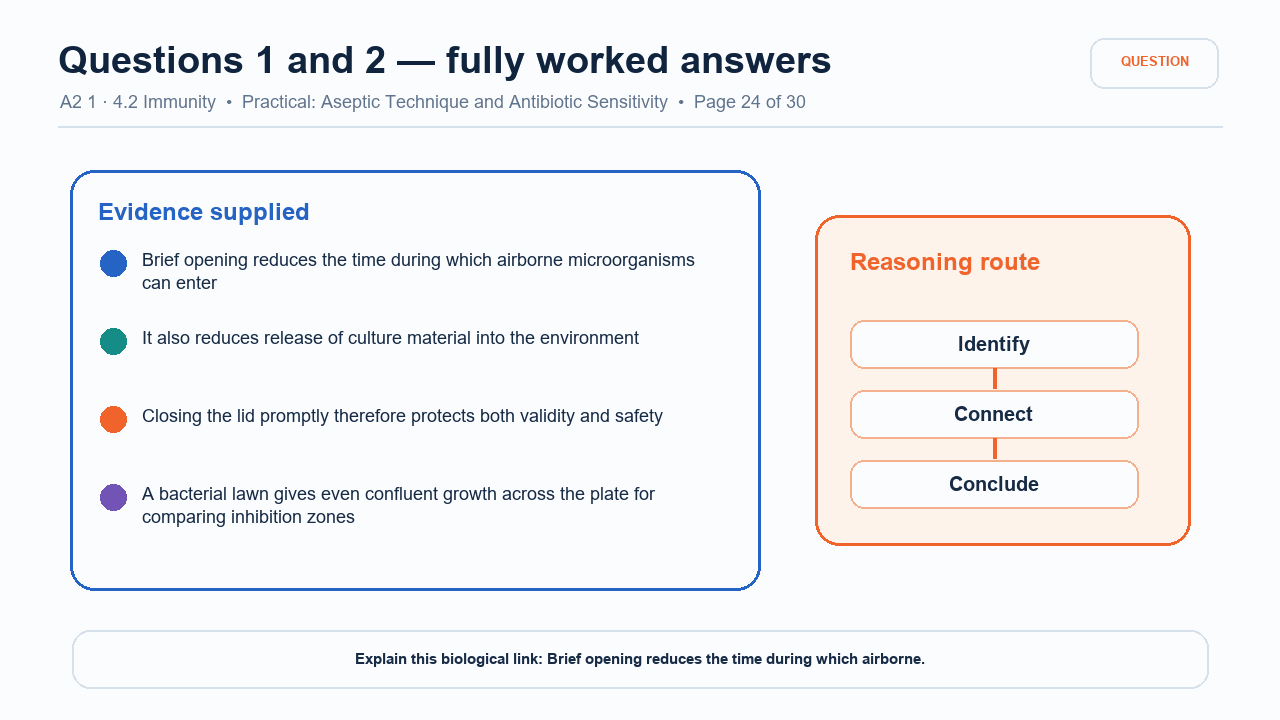 Questions 1 and 2 — fully worked answers
QUESTION
A2 1 · 4.2 Immunity • Practical: Aseptic Technique and Antibiotic Sensitivity • Page 24 of 30
Evidence supplied
Brief opening reduces the time during which airborne microorganisms
can enter
It also reduces release of culture material into the environment
Closing the lid promptly therefore protects both validity and safety
A bacterial lawn gives even confluent growth across the plate for
comparing inhibition zones
Reasoning route
Identify
Connect
Conclude
Explain this biological link: Brief opening reduces the time during which airborne.